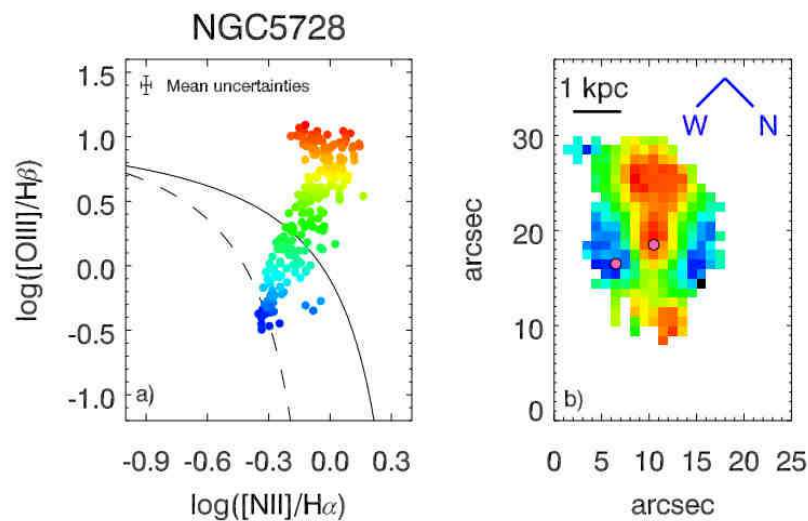 NGC5728
Mean uncertainties
log([OIII]/Hβ)
1.5
1.0
0.5
0.0
-0.5
-1.0
a)
-0.9 -0.6 -0.3 0.0 0.3
log([NII]/Hα)
1 kpc
W N
arcsec
30
20
10
0
b)
0 5 10 15 20 25
arcsec